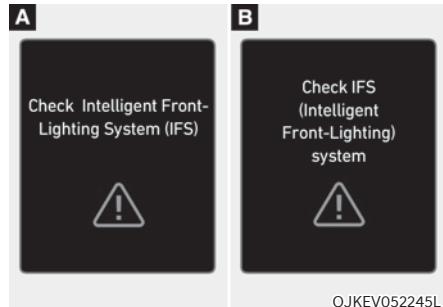 A
Check Intelligent Front-
Lighting System (IFS)
B
Check IFS
(Intelligent
Front-Lighting)
system
OJKEV052245L